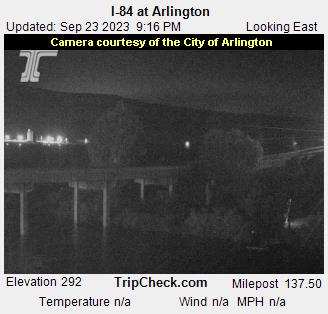 I-84 at Arlington
Updated: Sep 23 2023 9:16 PM Looking East
Camera courtesy of the City of Arlington
Elevation 292 TripCheck.com Milepost 137.50
Temperature n/a Wind n/a MPH n/a